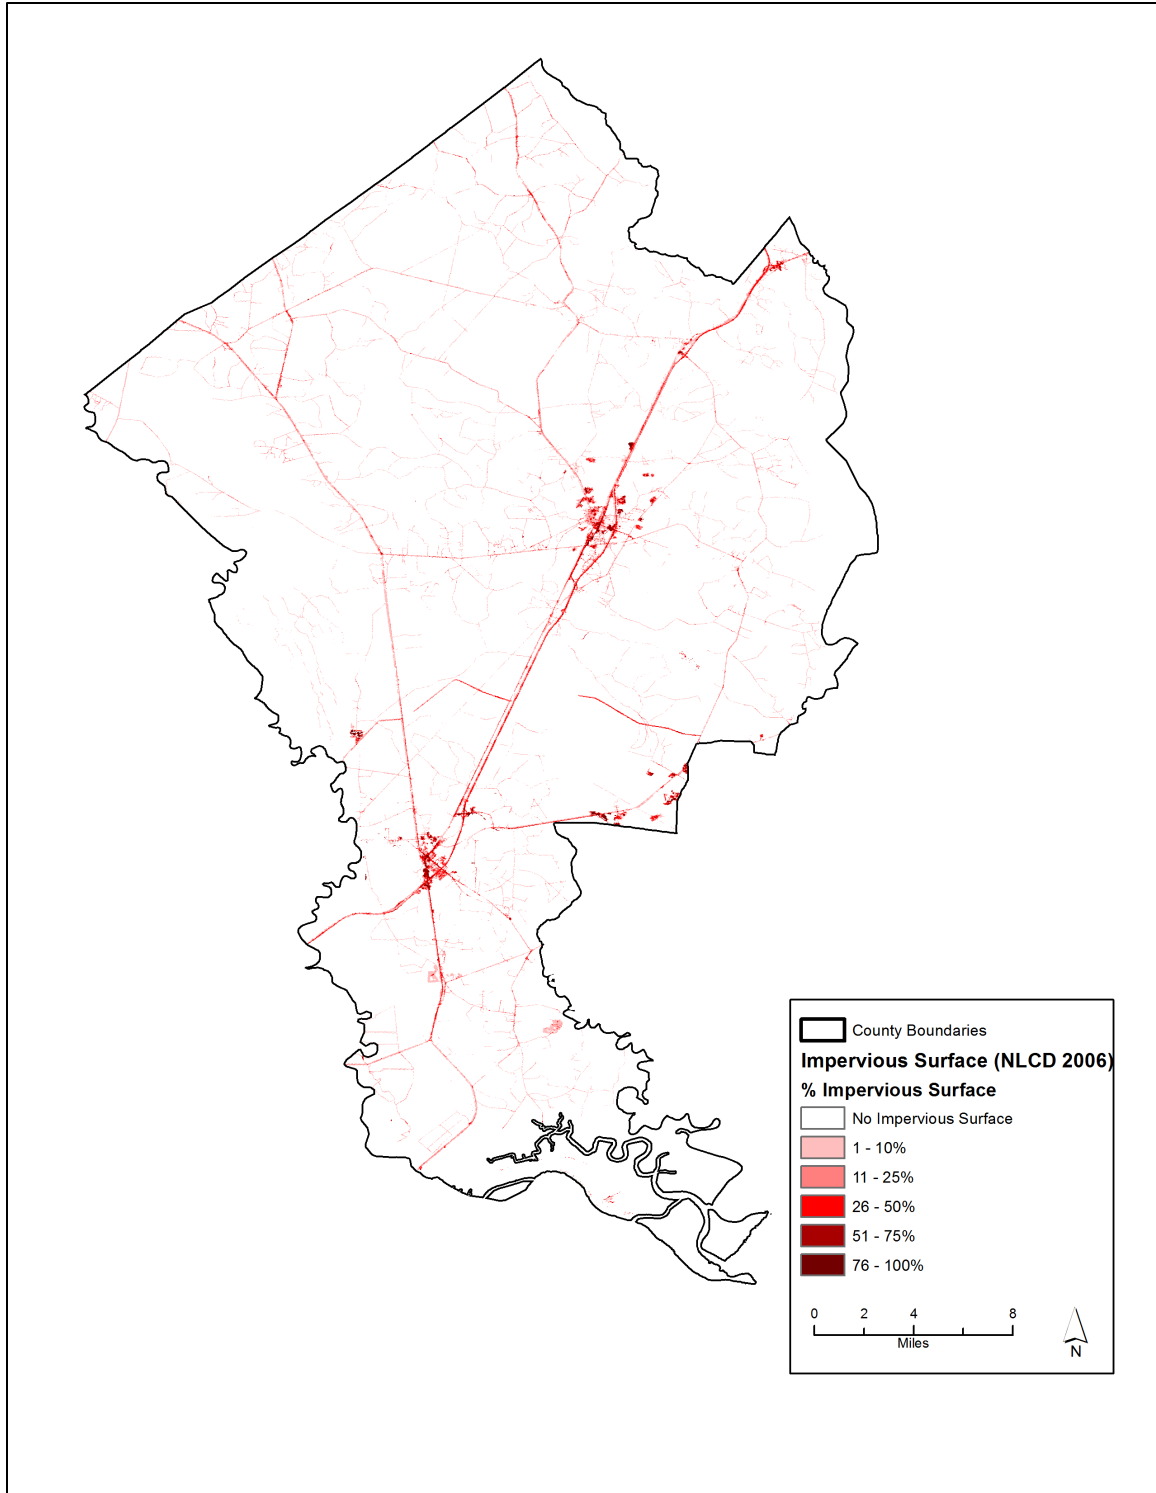 County Boundaries
Impervious Surface (NLCD 2006)
% Impervious Surface
No Impervious Surface
1 - 10%
11 - 25%
26 - 50%
51 - 75%
76 - 100%
0 2 4 8
Miles
N